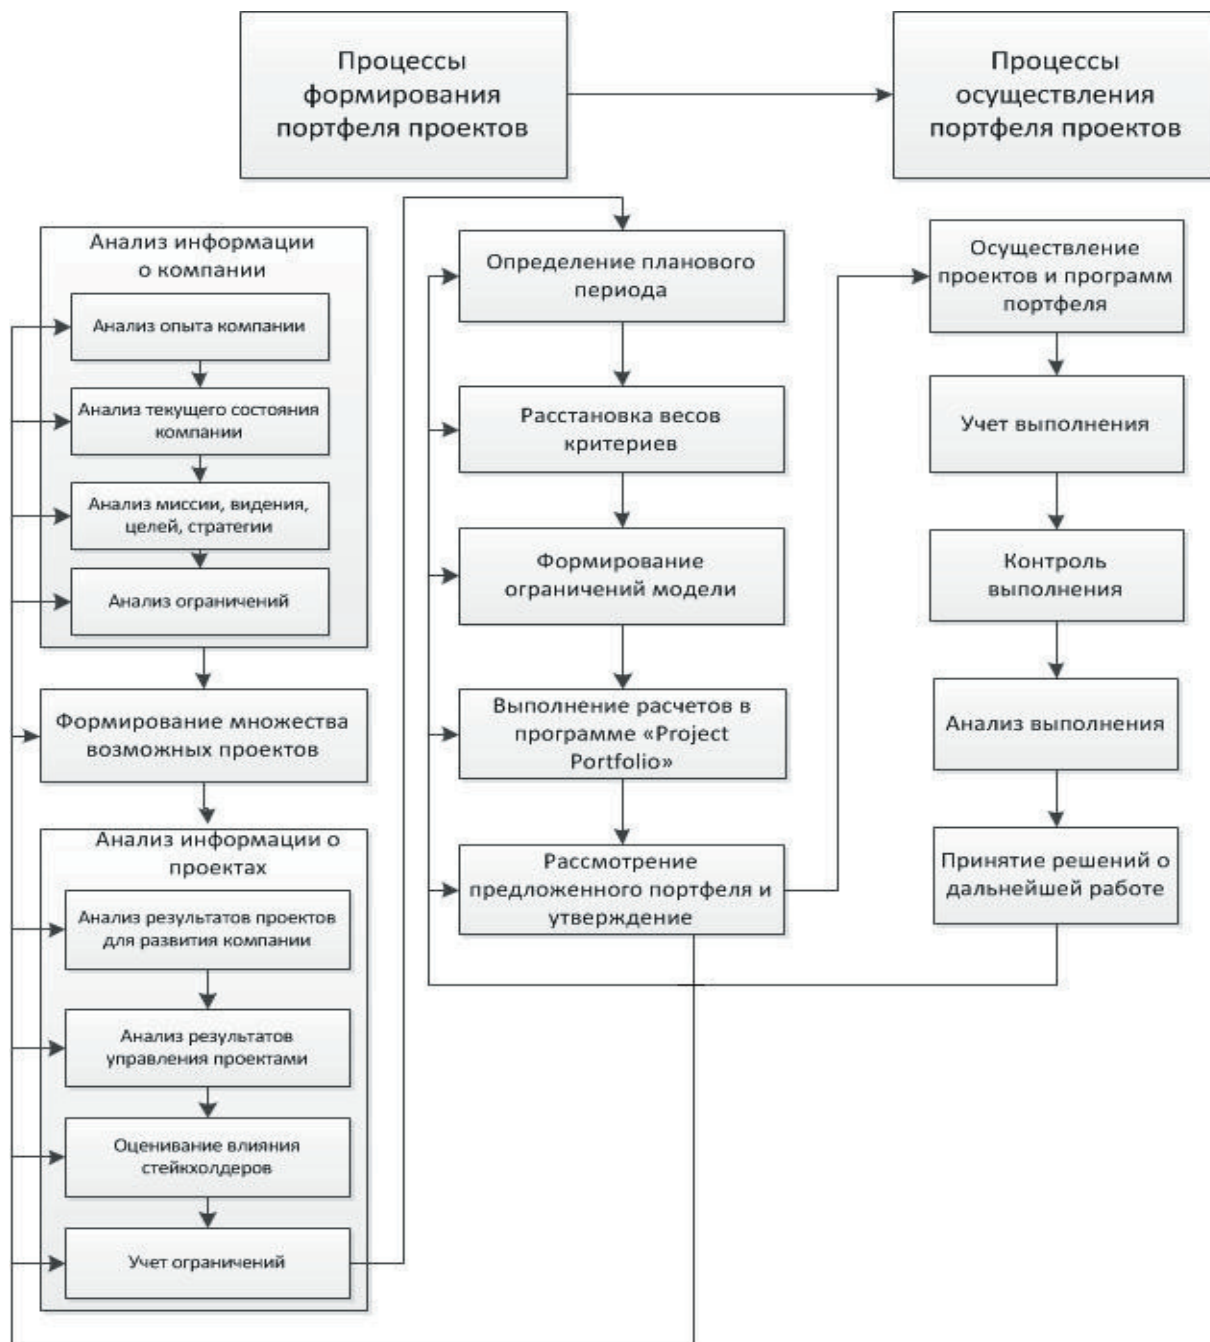 Процессы
формирования
портфеля проектов
Процессы
осуществления
портфеля проектов
Анализ информации
о компании
Анализ опыта компании
Анализ текущего состояния
компании
Анализ миссии, видения,
целей, стратегии
Анализ ограничений
Формирование множества
возможных проектов
Анализ информации о
проектах
Анализ результатов проектов
для развития компании
Анализ результатов
управления проектами
Оценивание влияния
стейкхолдеров
Учет ограничений
Определение планового
периода
Расстановка весов
критериев
Формирование
ограничений модели
Выполнение расчетов в
программе «Project
Portfolio»
Рассмотрение
предложенного портфеля и
утверждение
Осуществление
проектов и программ
портфеля
Учет выполнения
Контроль
выполнения
Анализ выполнения
Принятие решений о
дальнейшей работе